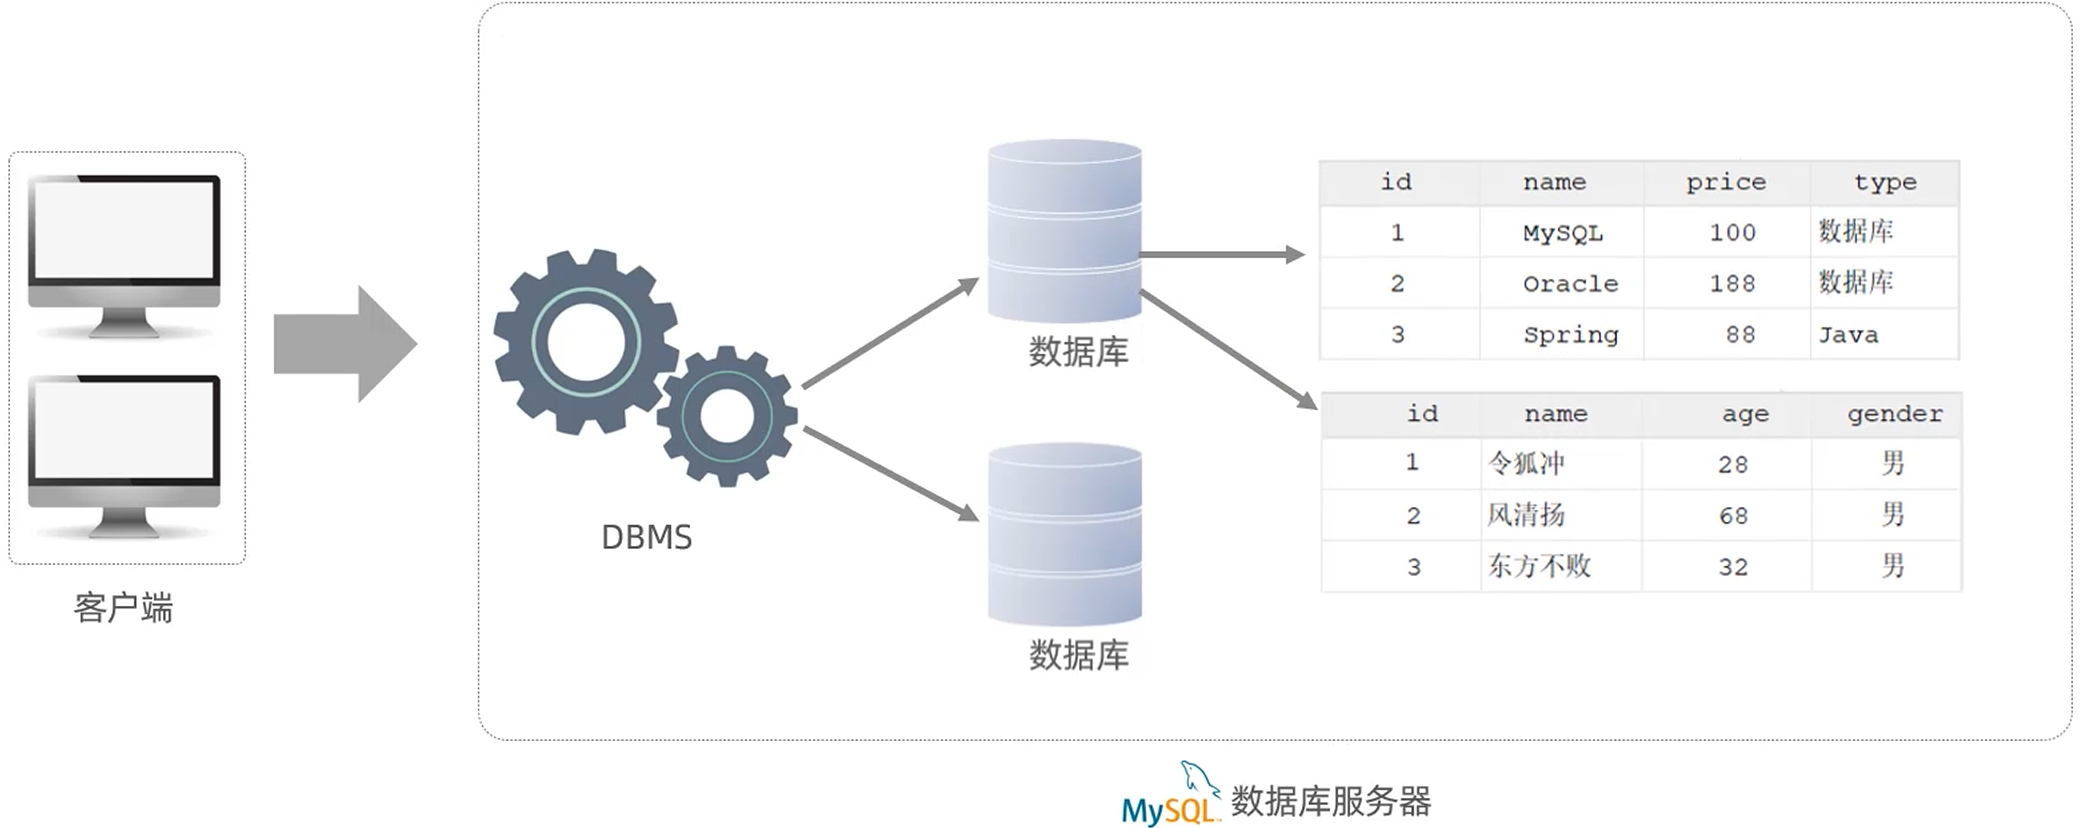 客户端
DBMS
数据库
数据库
id name price type
1 MySQL 100 数据库
2 Oracle 188 数据库
3 Spring 88 Java
id name age gender
1 令狐冲 28 男
2 风清扬 68 男
3 东方不败 32 男
MySQL 数据库服务器